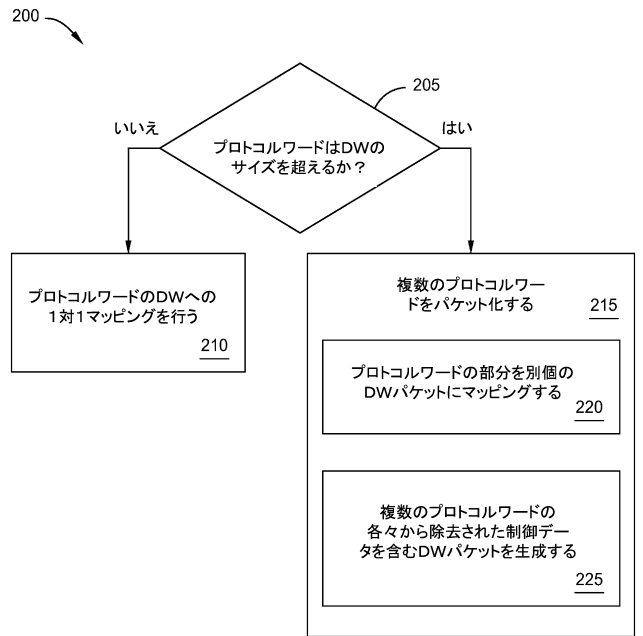 200
205
いいえ
はい
プロトコルワードはDWの
サイズを超えるか？
プロトコルワードのDWへの
１対１マッピングを行う
210
複数のプロトコルワー
ドをパケット化する
215
プロトコルワードの部分を別個の
DWパケットにマッピングする
220
複数のプロトコルワードの
各々から除去された制御デー
タを含むDWパケットを生成する
225